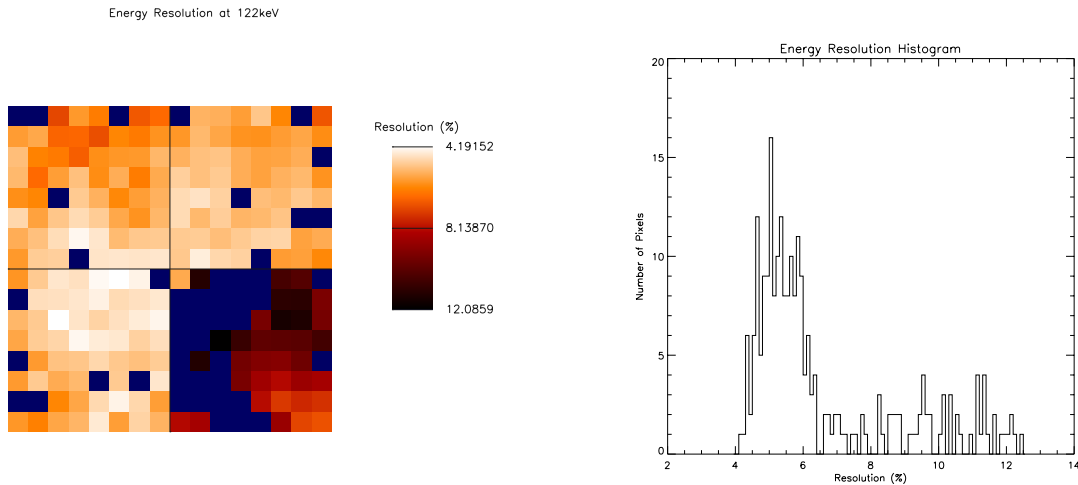 Energy Resolution at 122keV
Resolution (%)
4.19152
8.13870
12.0859
Energy Resolution Histogram
Number of Pixels
20
15
10
5
0
2 4 6 8 10 12 14
Resolution (%)